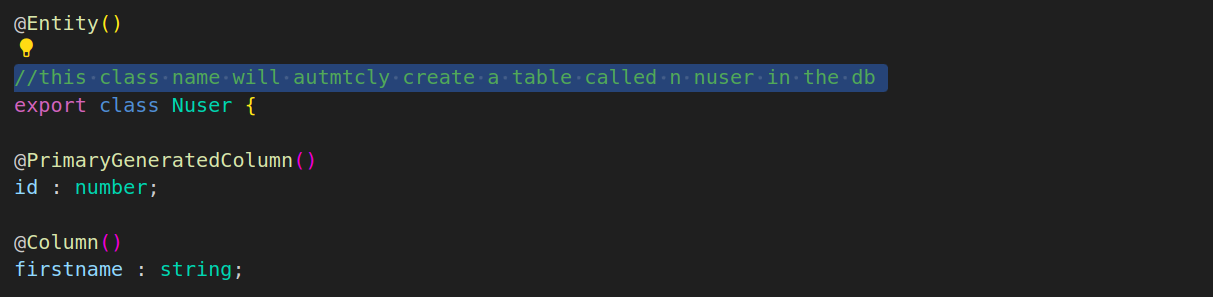 @Entity()
//this class name will autmtcly create a table called n nuser in the db
export class Nuser {
@PrimaryGeneratedColumn()
id : number;
@Column()
firstname : string;